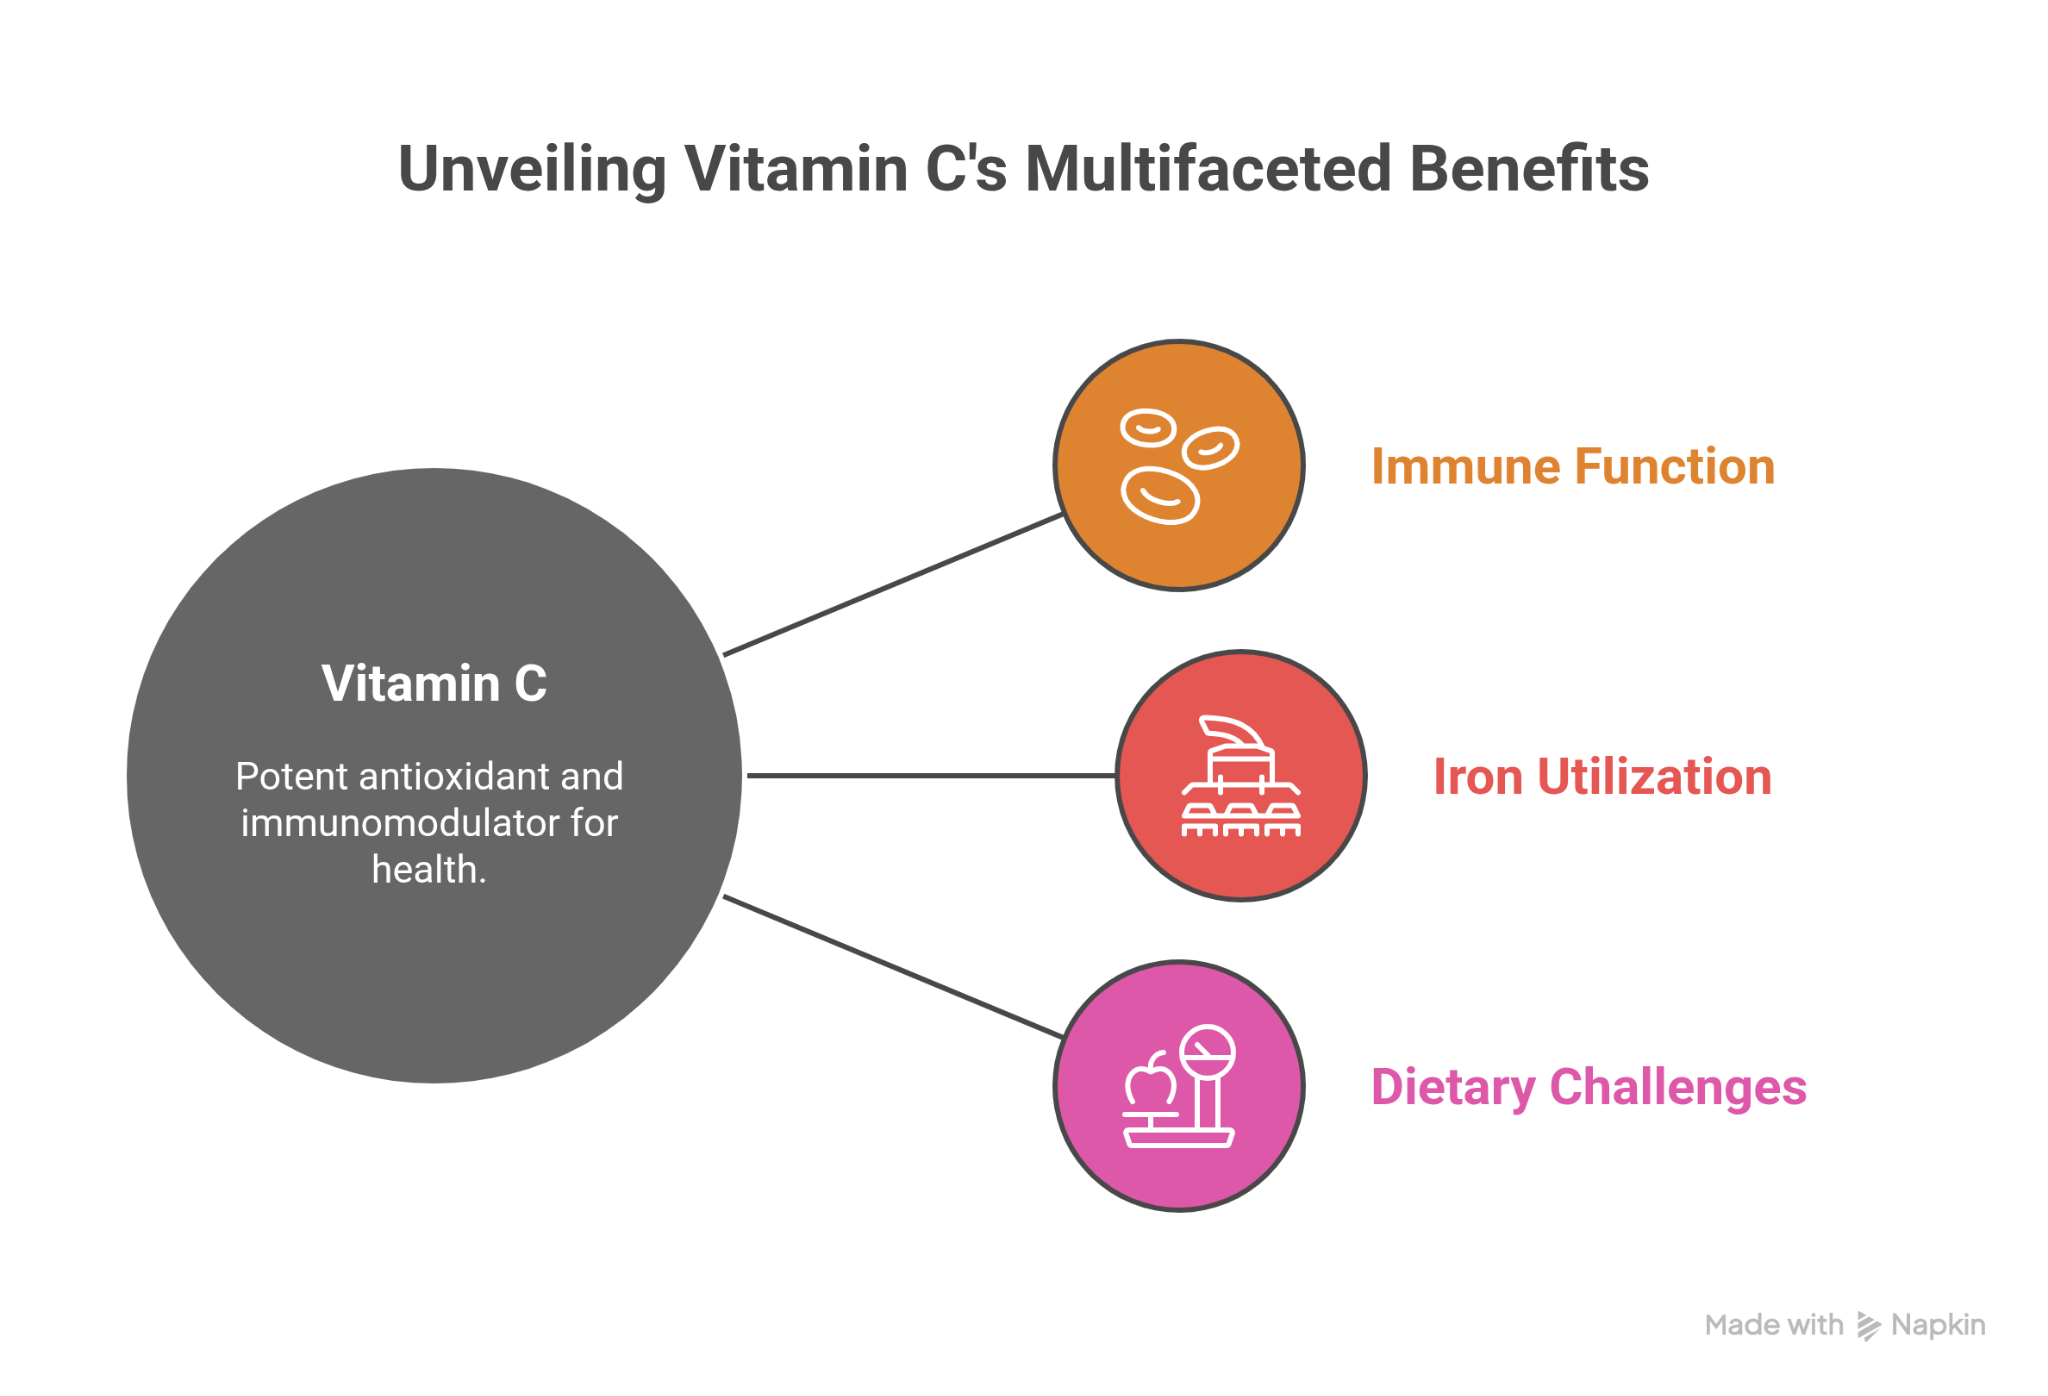 Unveiling Vitamin C's Multifaceted Benefits
Immune Function
Vitamin C
Potent antioxidant and
immunomodulator for
health.
Iron Utilization
Dietary Challenges
Made with Napkin